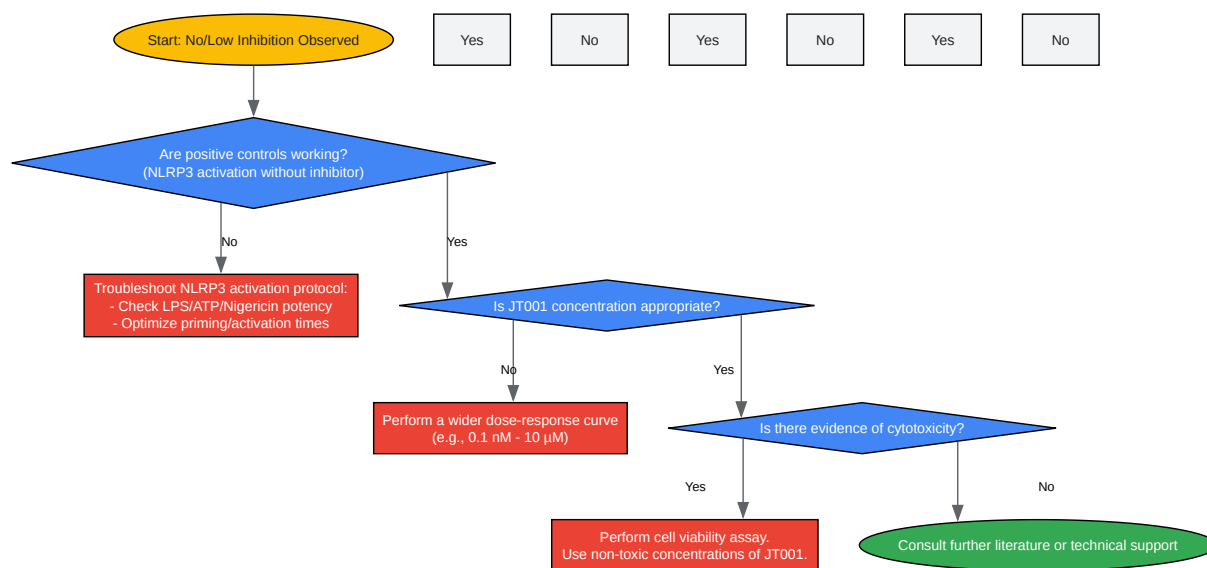 Start: No/Low Inhibition Observed
Yes
No
Yes
No
Yes
No
Are positive controls working?
(NLRP3 activation without inhibitor)
No
Yes
Troubleshoot NLRP3 activation protocol:
- Check LPS/ATP/Nigericin potency
- Optimize priming/activation times
Is JT001 concentration appropriate?
No
Yes
Perform a wider dose-response curve
(e.g., 0.1 nM - 10 µM)
Is there evidence of cytotoxicity?
Yes
No
Perform cell viability assay.
Use non-toxic concentrations of JT001.
Consult further literature or technical support